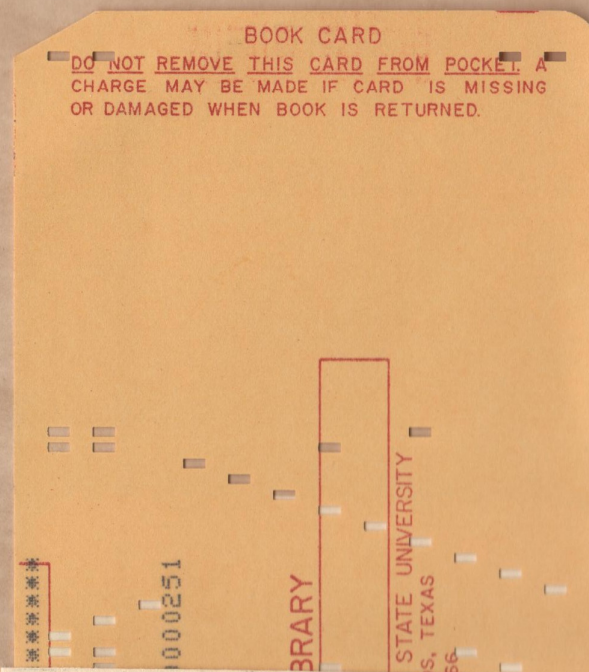 BOOK CARD
DO NOT REMOVE THIS CARD FROM POCKET. A
CHARGE MAY BE MADE IF CARD IS MISSING
OR DAMAGED WHEN BOOK IS RETURNED.
******
000251
BRARY
STATE UNIVERSITY
S, TEXAS
66